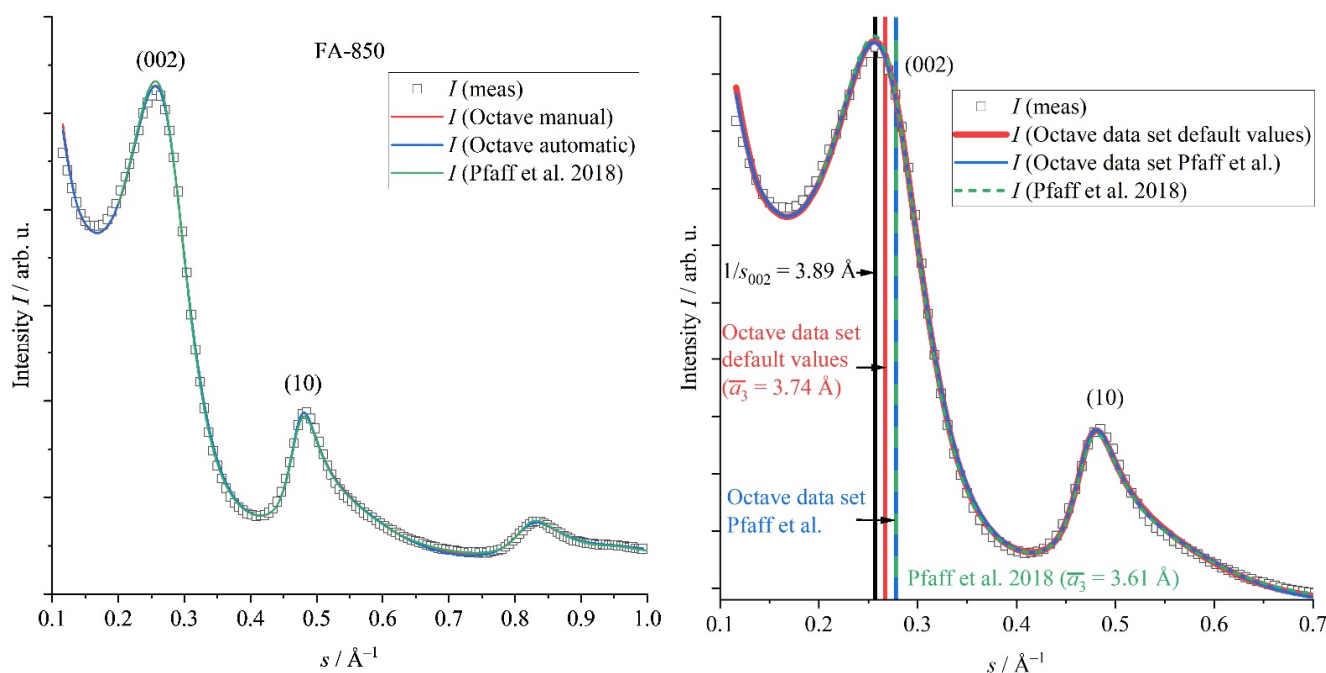 FA-850
(002)
I (meas)
I (Octave manual)
I (Octave automatic)
I (Pfaff et al. 2018)
(10)
Intensity I / arb. u.
0.1 0.2 0.3 0.4 0.5 0.6 0.7 0.8 0.9 1.0
s / Å⁻¹
(002)
I (meas)
I (Octave data set default values)
I (Octave data set Pfaff et al.)
I (Pfaff et al. 2018)
1/s₀₀₂ = 3.89 Å
Octave data set
default values
(a̅₃ = 3.74 Å)
(10)
Octave data set
Pfaff et al.
Pfaff et al. 2018 (a̅₃ = 3.61 Å)
Intensity I / arb. u.
0.1 0.2 0.3 0.4 0.5 0.6 0.7
s / Å⁻¹